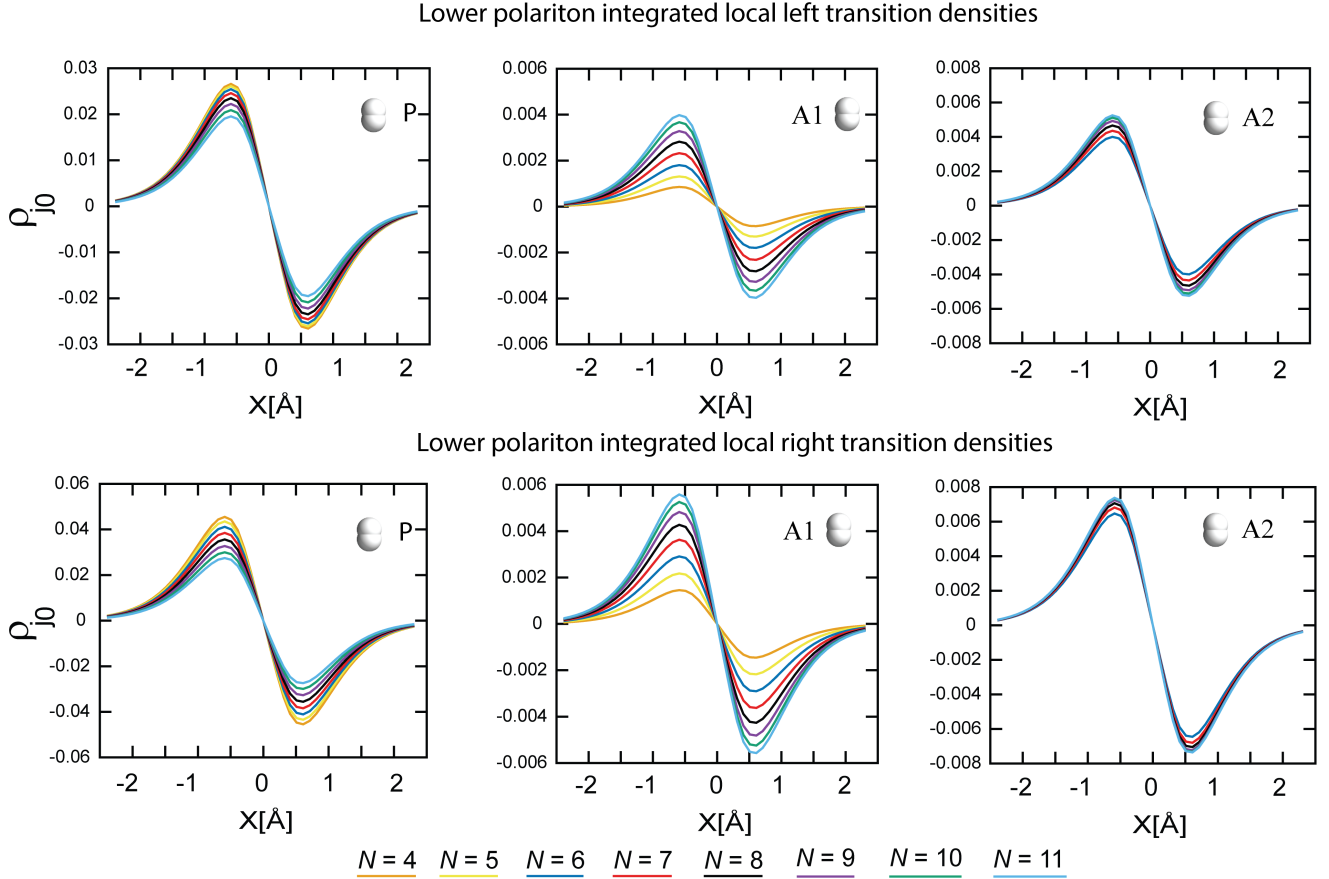 Lower polariton integrated local left transition densities
ρj0
0.03
0.02
0.01
0
-0.01
-0.02
-0.03
P
-2 -1 0 1 2
X[Å]
0.006
0.004
0.002
0
-0.002
-0.004
-0.006
A1
-2 -1 0 1 2
X[Å]
0.008
0.006
0.004
0.002
0
-0.002
-0.004
-0.006
-0.008
A2
-2 -1 0 1 2
X[Å]
Lower polariton integrated local right transition densities
ρj0
0.06
0.04
0.02
0
-0.02
-0.04
-0.06
P
-2 -1 0 1 2
X[Å]
0.006
0.004
0.002
0
-0.002
-0.004
-0.006
A1
-2 -1 0 1 2
X[Å]
0.008
0.006
0.004
0.002
0
-0.002
-0.004
-0.006
-0.008
A2
-2 -1 0 1 2
X[Å]
N = 4 N = 5 N = 6 N = 7 N = 8 N = 9 N = 10 N = 11